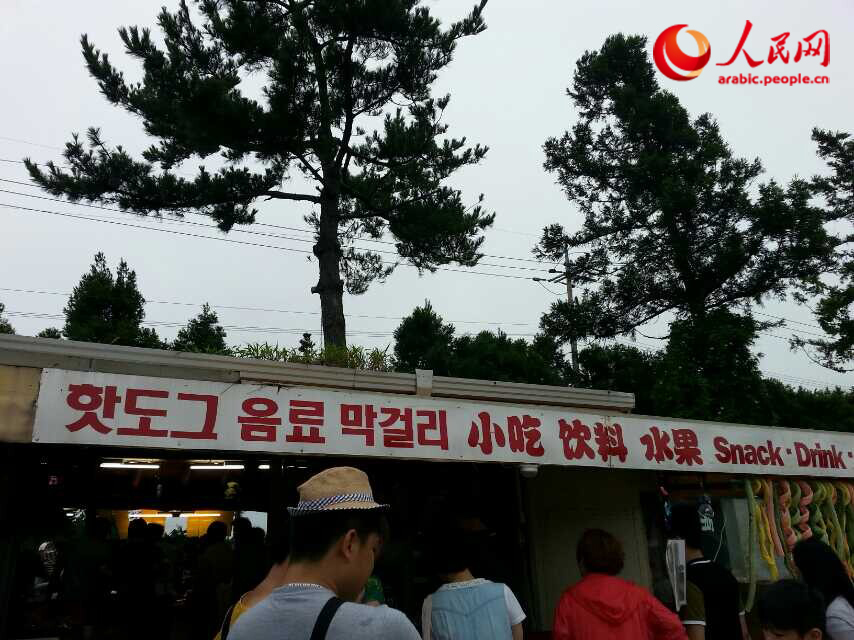 人民网
arabic.people.cn
핫도그 음료 막걸리 小吃 饮料 水果 Snack · Drink ·